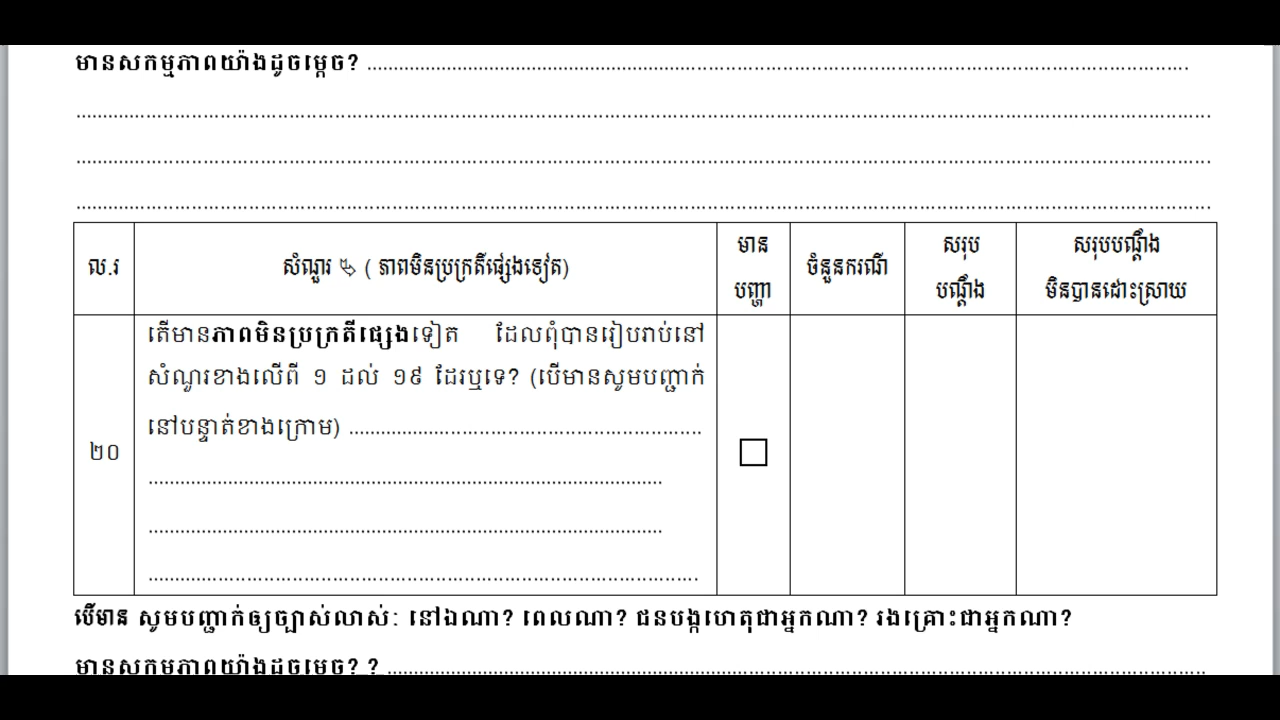 មានសកម្មភាពយ៉ាងដូចម្តេច? ................................................................................
................................................................................
................................................................................
................................................................................
ល.រ
សំណួរ ( ភាពមិនប្រក្រតីផ្សេងទៀត)
មាន
បញ្ហា
ចំនួនករណី
សរុប
បណ្តឹង
សរុបបណ្តឹង
មិនបានដោះស្រាយ
២០
តើមានភាពមិនប្រក្រតីផ្សេងទៀត ដែលពុំបានរៀបរាប់នៅ
សំណួរខាងលើពី ១ ដល់ ១៩ ដែរឬទេ? (បើមានសូមបញ្ជាក់
នៅបន្ទាត់ខាងក្រោម) ............................................................
................................................................................
................................................................................
................................................................................
បើមាន សូមបញ្ជាក់ឲ្យច្បាស់លាស់: នៅឯណា? ពេលណា? ជនបង្កហេតុជាអ្នកណា? រងគ្រោះជាអ្នកណា?
មានសកម្មភាពយ៉ាងដូចម្តេច? ? ................................................................................